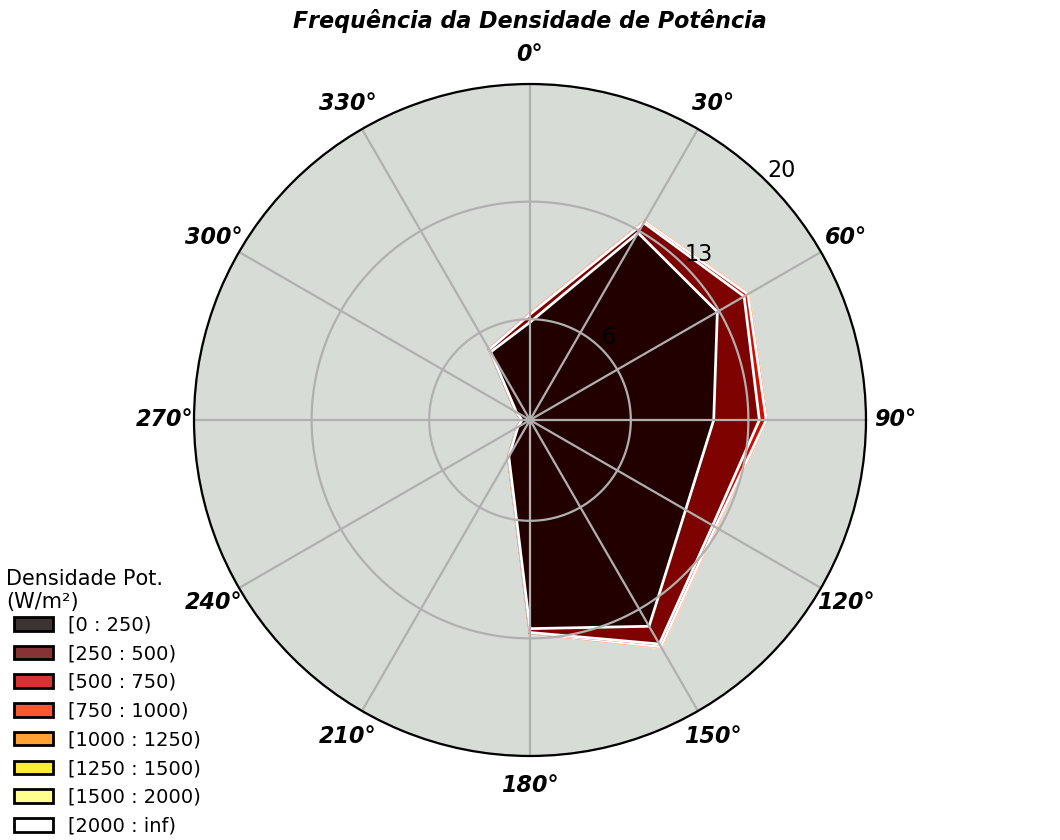 Frequência da Densidade de Potência
0°
330°
30°
20
300°
60°
13
6
270°
90°
Densidade Pot.
(W/m²)
240°
120°
[0 : 250)
[250 : 500)
[500 : 750)
[750 : 1000)
210°
150°
[1000 : 1250)
[1250 : 1500)
180°
[1500 : 2000)
[2000 : inf)